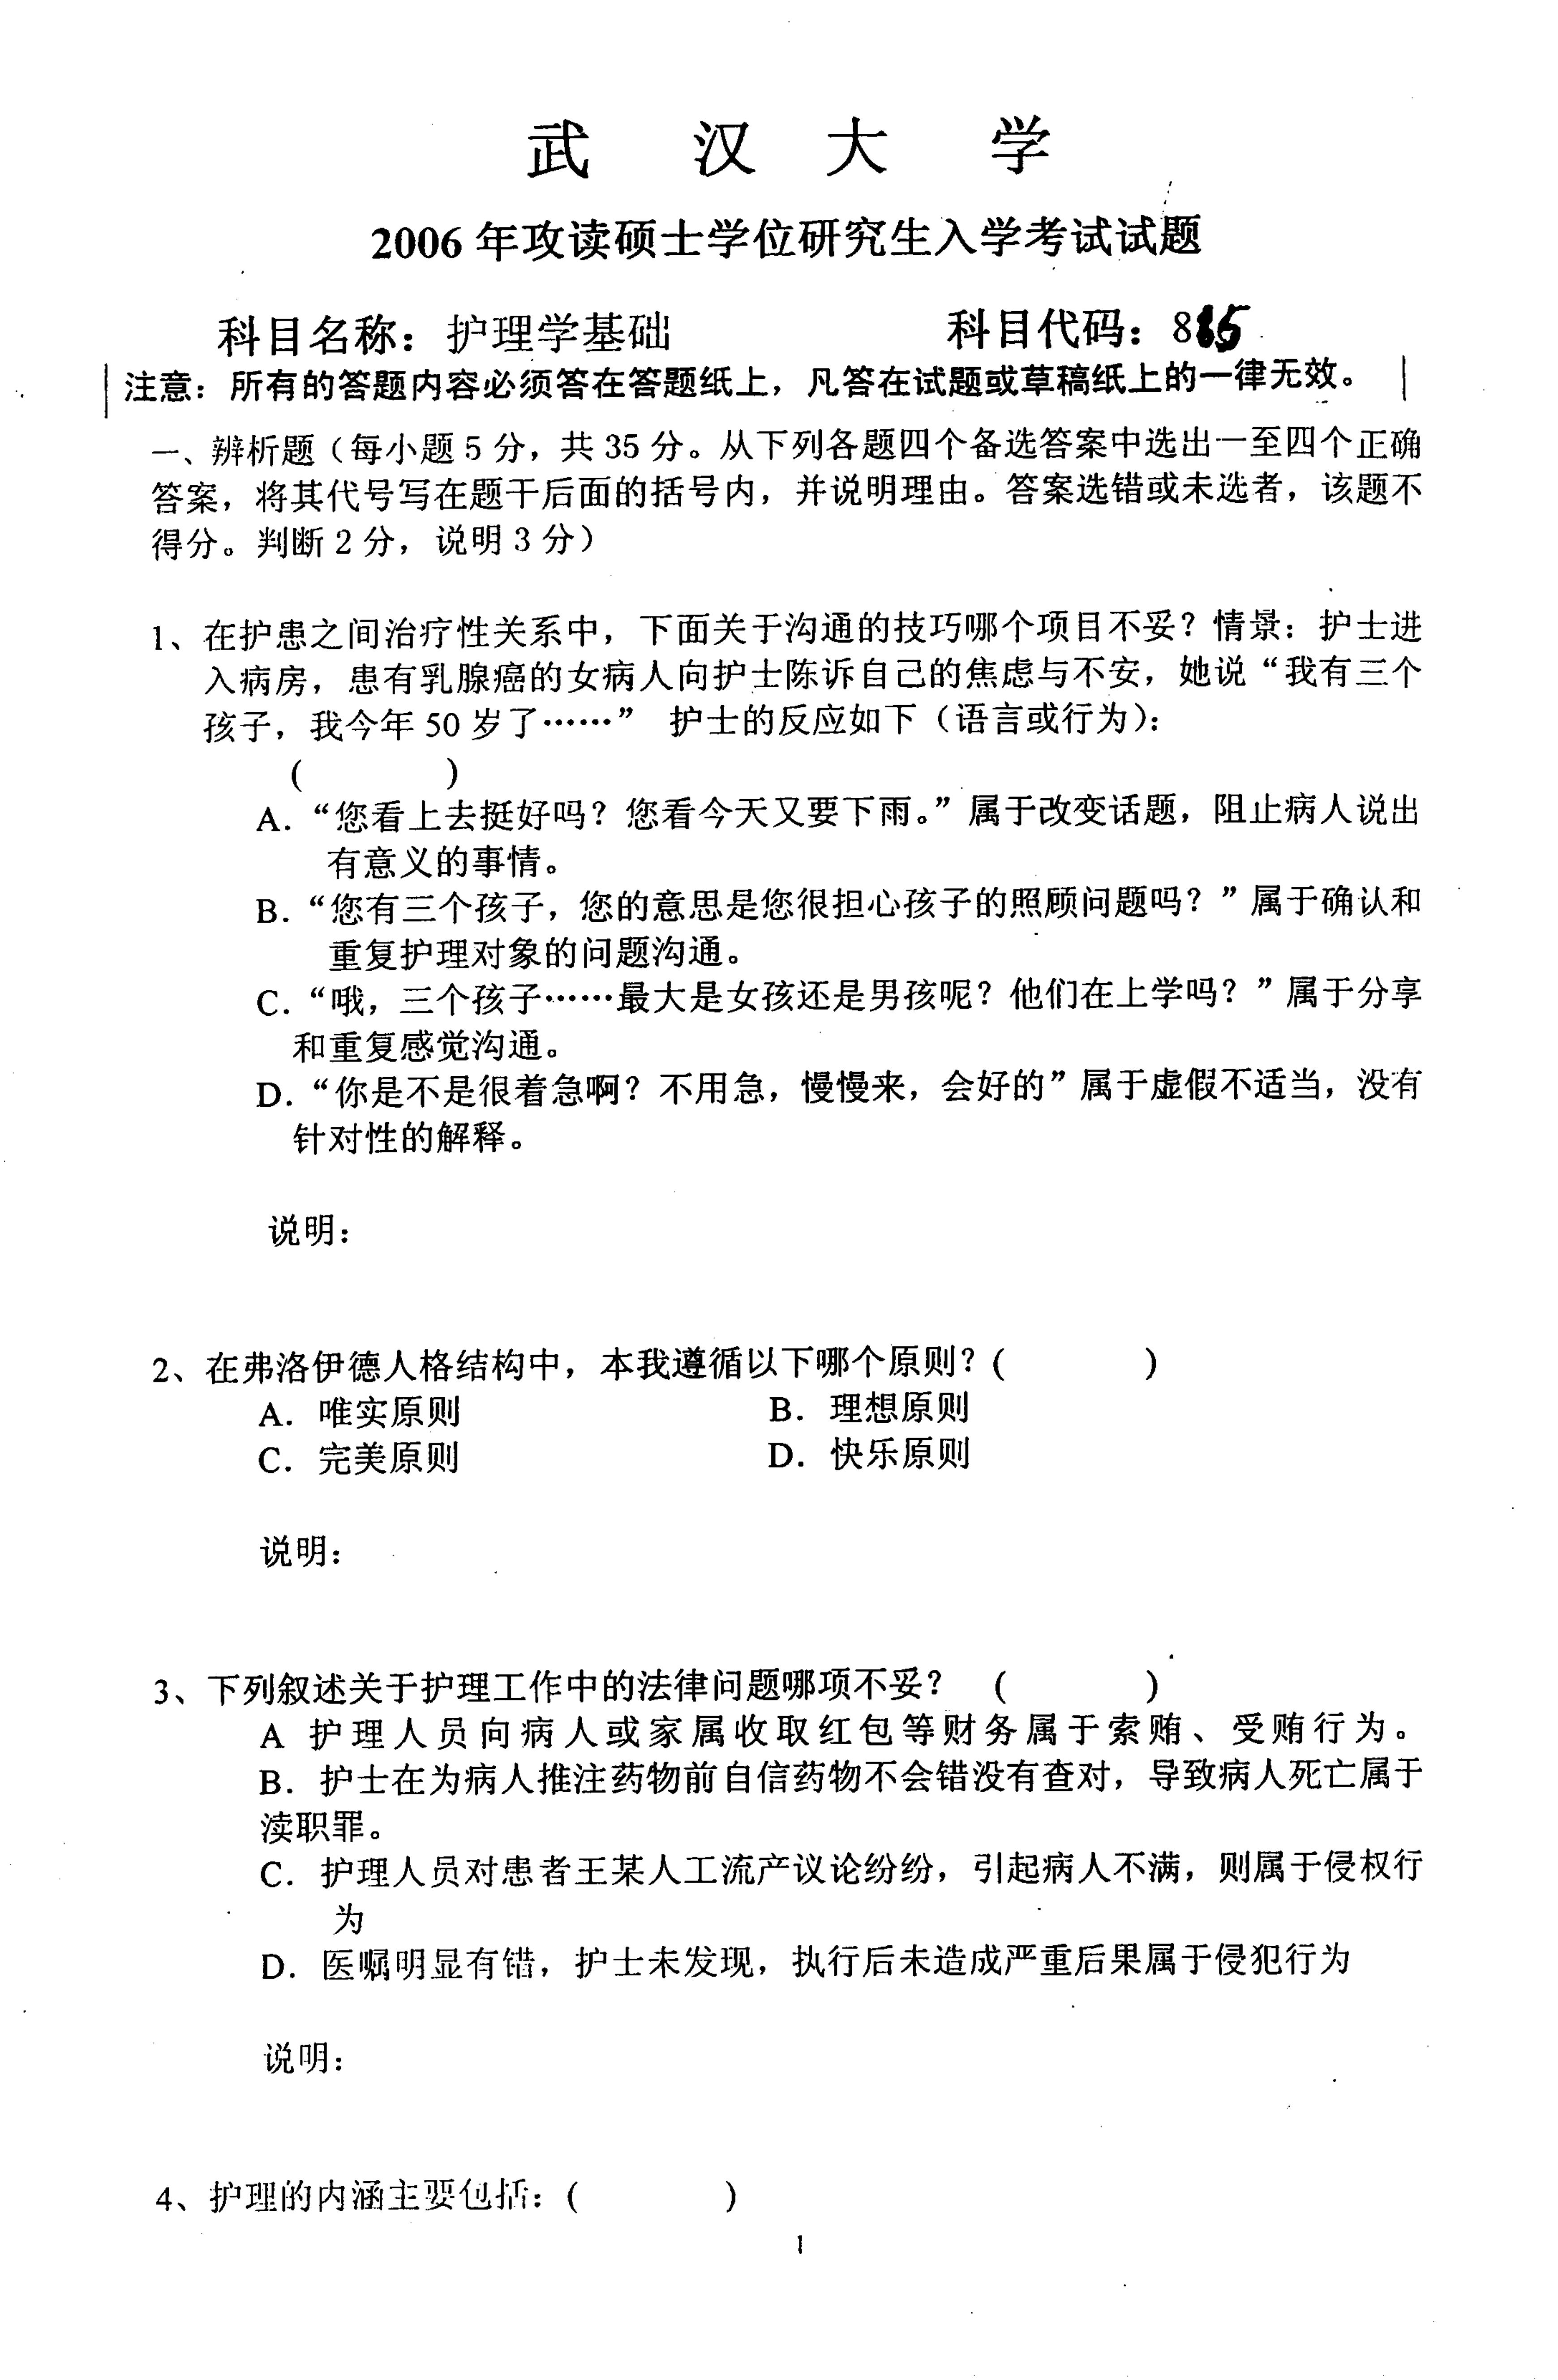 武 汉 大 学
2006 年攻读硕士学位研究生入学考试试题
科目名称：护理学基础 科目代码：885
注意：所有的答题内容必须答在答题纸上，凡答在试题或草稿纸上的一律无效。
一、辨析题（每小题 5 分，共 35 分。从下列各题四个备选答案中选出一至四个正确
答案，将其代号写在题干后面的括号内，并说明理由。答案选错或未选者，该题不
得分。判断 2 分，说明 3 分）
1、在护患之间治疗性关系中，下面关于沟通的技巧哪个项目不妥？情景：护士进
入病房，患有乳腺癌的女病人向护士陈诉自己的焦虑与不安，她说“我有三个
孩子，我今年 50 岁了……” 护士的反应如下（语言或行为）：
( )
A. “您看上去挺好吗？您看今天又要下雨。”属于改变话题，阻止病人说出
有意义的事情。
B. “您有三个孩子，您的意思是您很担心孩子的照顾问题吗？”属于确认和
重复护理对象的问题沟通。
C. “哦，三个孩子……最大是女孩还是男孩呢？他们在上学吗？”属于分享
和重复感觉沟通。
D. “你是不是很着急啊？不用急，慢慢来，会好的”属于虚假不适当，没有
针对性的解释。
说明：
2、在弗洛伊德人格结构中，本我遵循以下哪个原则？( )
A. 唯实原则 B. 理想原则
C. 完美原则 D. 快乐原则
说明：
3、下列叙述关于护理工作中的法律问题哪项不妥？ ( )
A 护理人员向病人或家属收取红包等财务属于索贿、受贿行为。
B. 护士在为病人推注药物前自信药物不会错没有查对，导致病人死亡属于
渎职罪。
C. 护理人员对患者王某人工流产议论纷纷，引起病人不满，则属于侵权行
为
D. 医嘱明显有错，护士未发现，执行后未造成严重后果属于侵犯行为
说明：
4、护理的内涵主要包括：( )
1